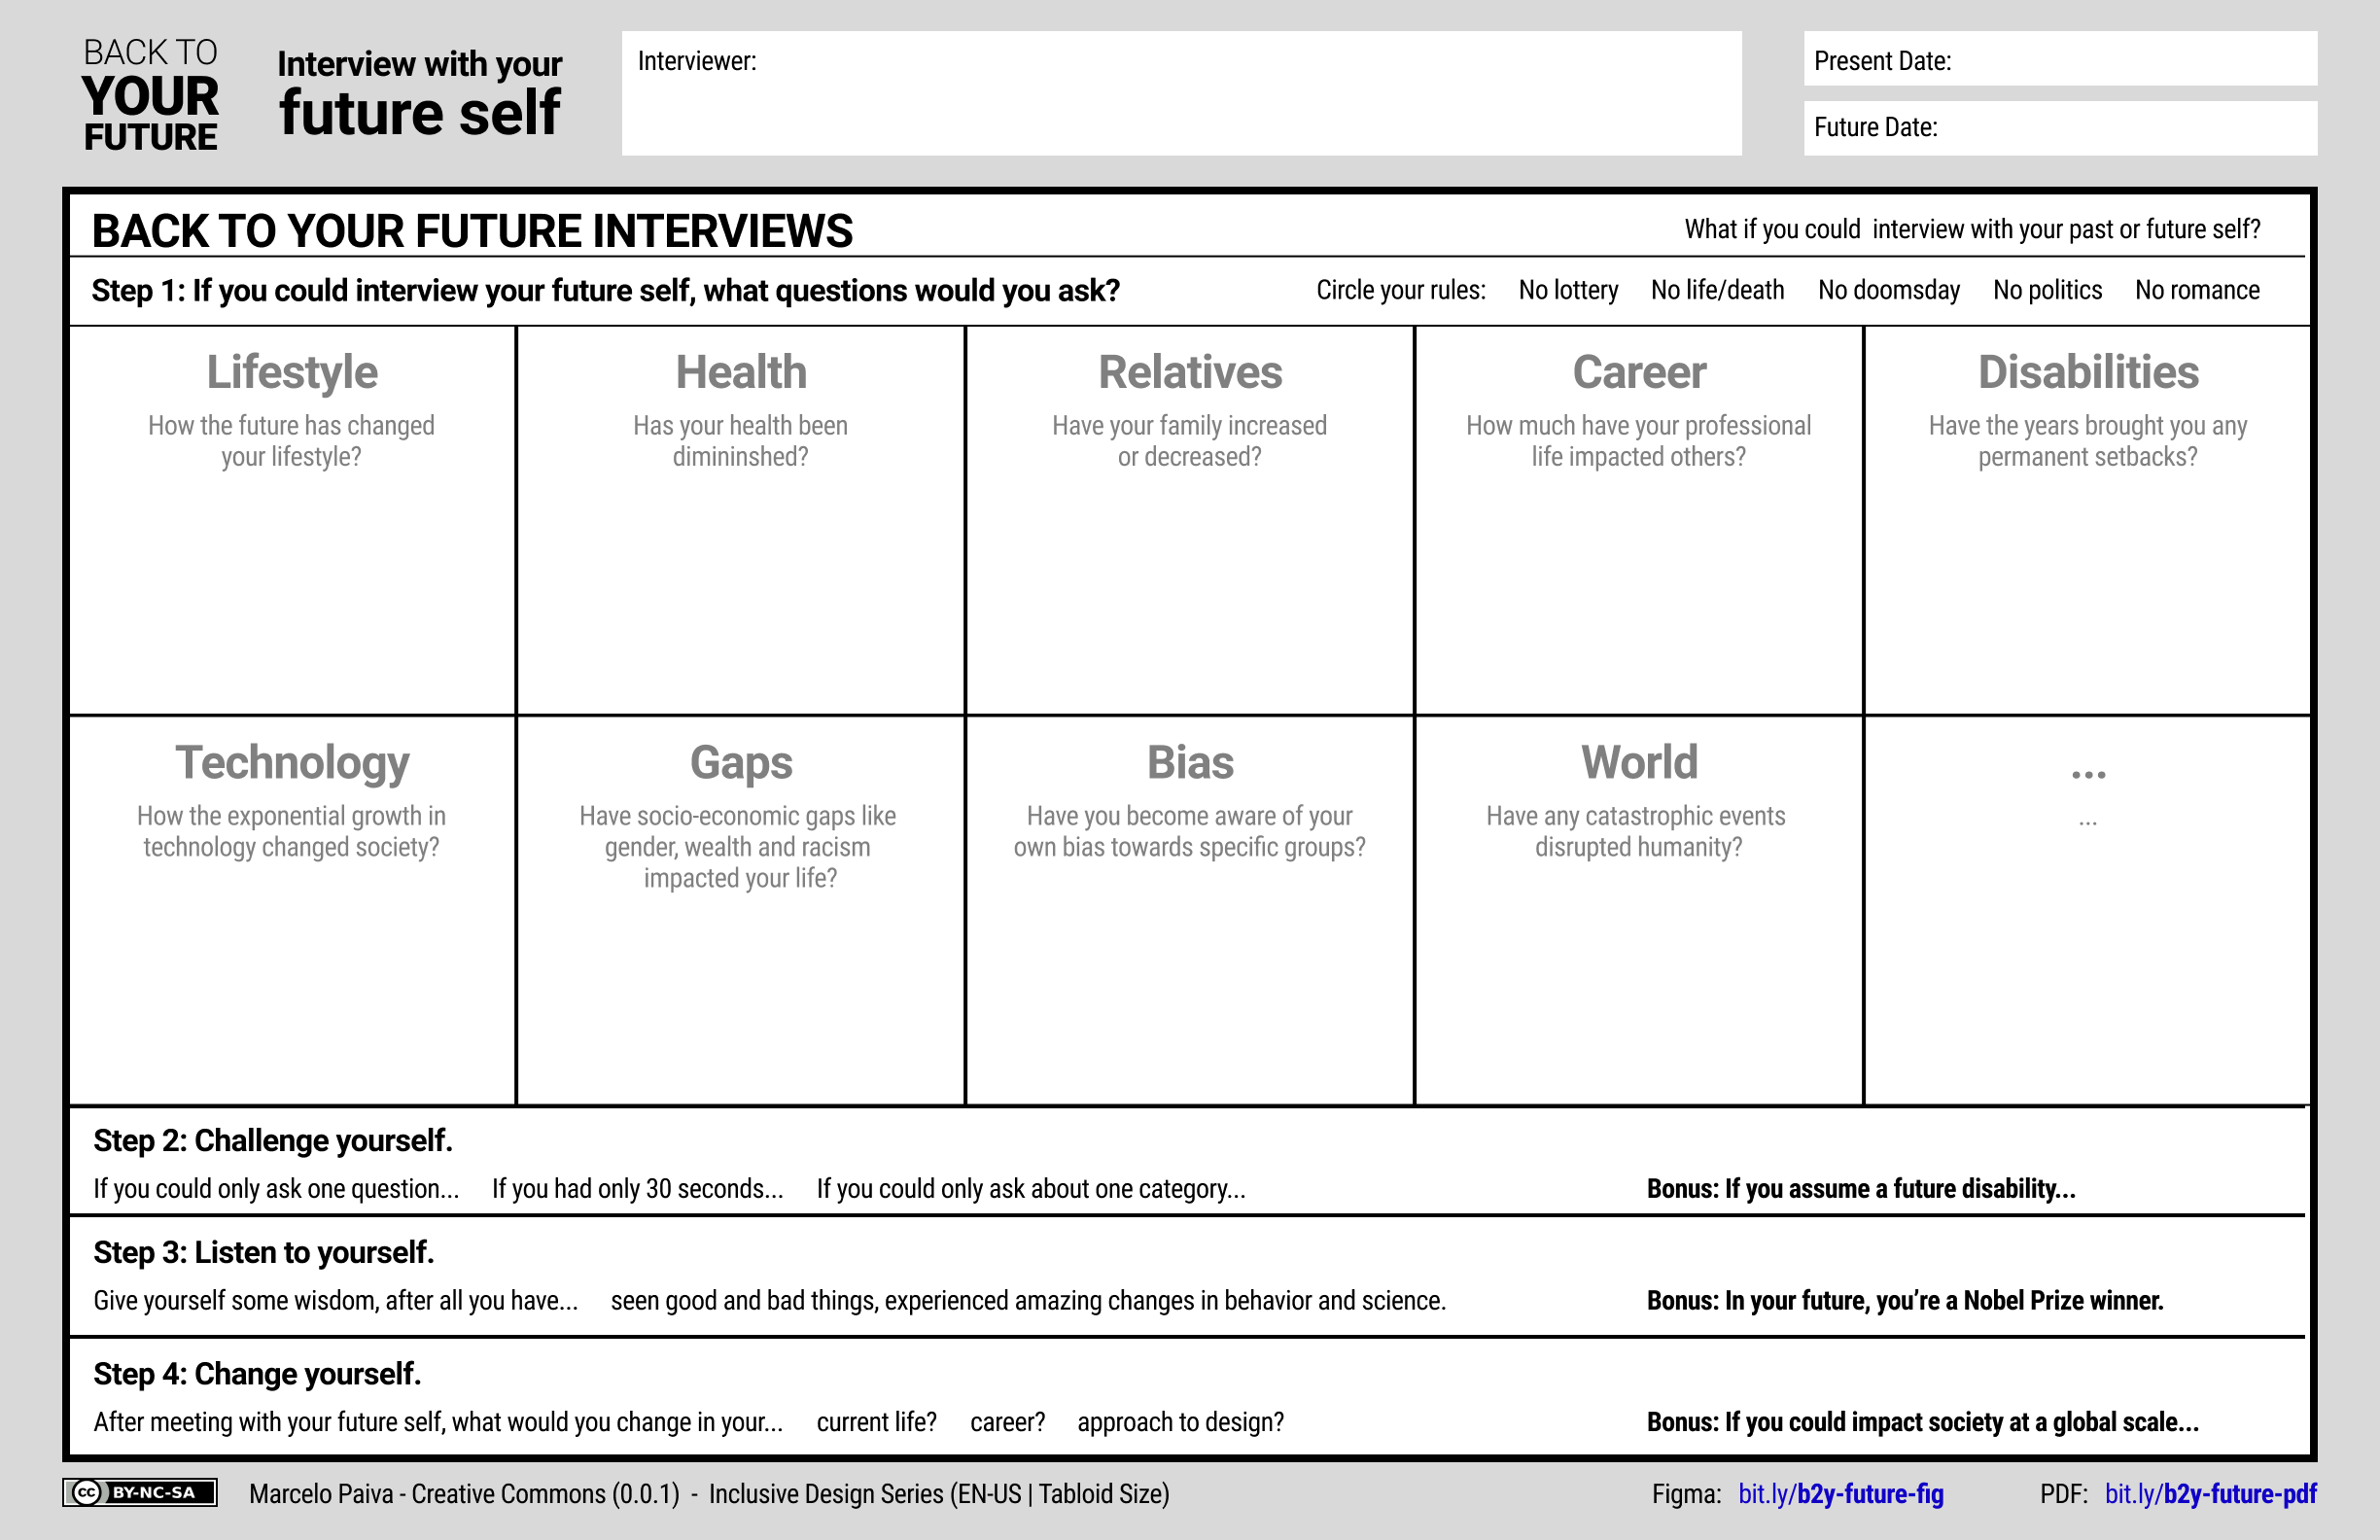 BACK TO
YOUR
FUTURE
Interview with your
future self
Interviewer:
Present Date:
Future Date:
BACK TO YOUR FUTURE INTERVIEWS
What if you could interview with your past or future self?
Step 1: If you could interview your future self, what questions would you ask?
Circle your rules: No lottery No life/death No doomsday No politics No romance
Lifestyle
How the future has changed
your lifestyle?
Health
Has your health been
dimininshed?
Relatives
Have your family increased
or decreased?
Career
How much have your professional
life impacted others?
Disabilities
Have the years brought you any
permanent setbacks?
Technology
How the exponential growth in
technology changed society?
Gaps
Have socio-economic gaps like
gender, wealth and racism
impacted your life?
Bias
Have you become aware of your
own bias towards specific groups?
World
Have any catastrophic events
disrupted humanity?
...
...
Step 2: Challenge yourself.
If you could only ask one question... If you had only 30 seconds... If you could only ask about one category...
Bonus: If you assume a future disability...
Step 3: Listen to yourself.
Give yourself some wisdom, after all you have... seen good and bad things, experienced amazing changes in behavior and science.
Bonus: In your future, you’re a Nobel Prize winner.
Step 4: Change yourself.
After meeting with your future self, what would you change in your... current life? career? approach to design?
Bonus: If you could impact society at a global scale...
cc BY-NC-SA
Marcelo Paiva - Creative Commons (0.0.1) - Inclusive Design Series (EN-US | Tabloid Size)
Figma: bit.ly/b2y-future-fig
PDF: bit.ly/b2y-future-pdf